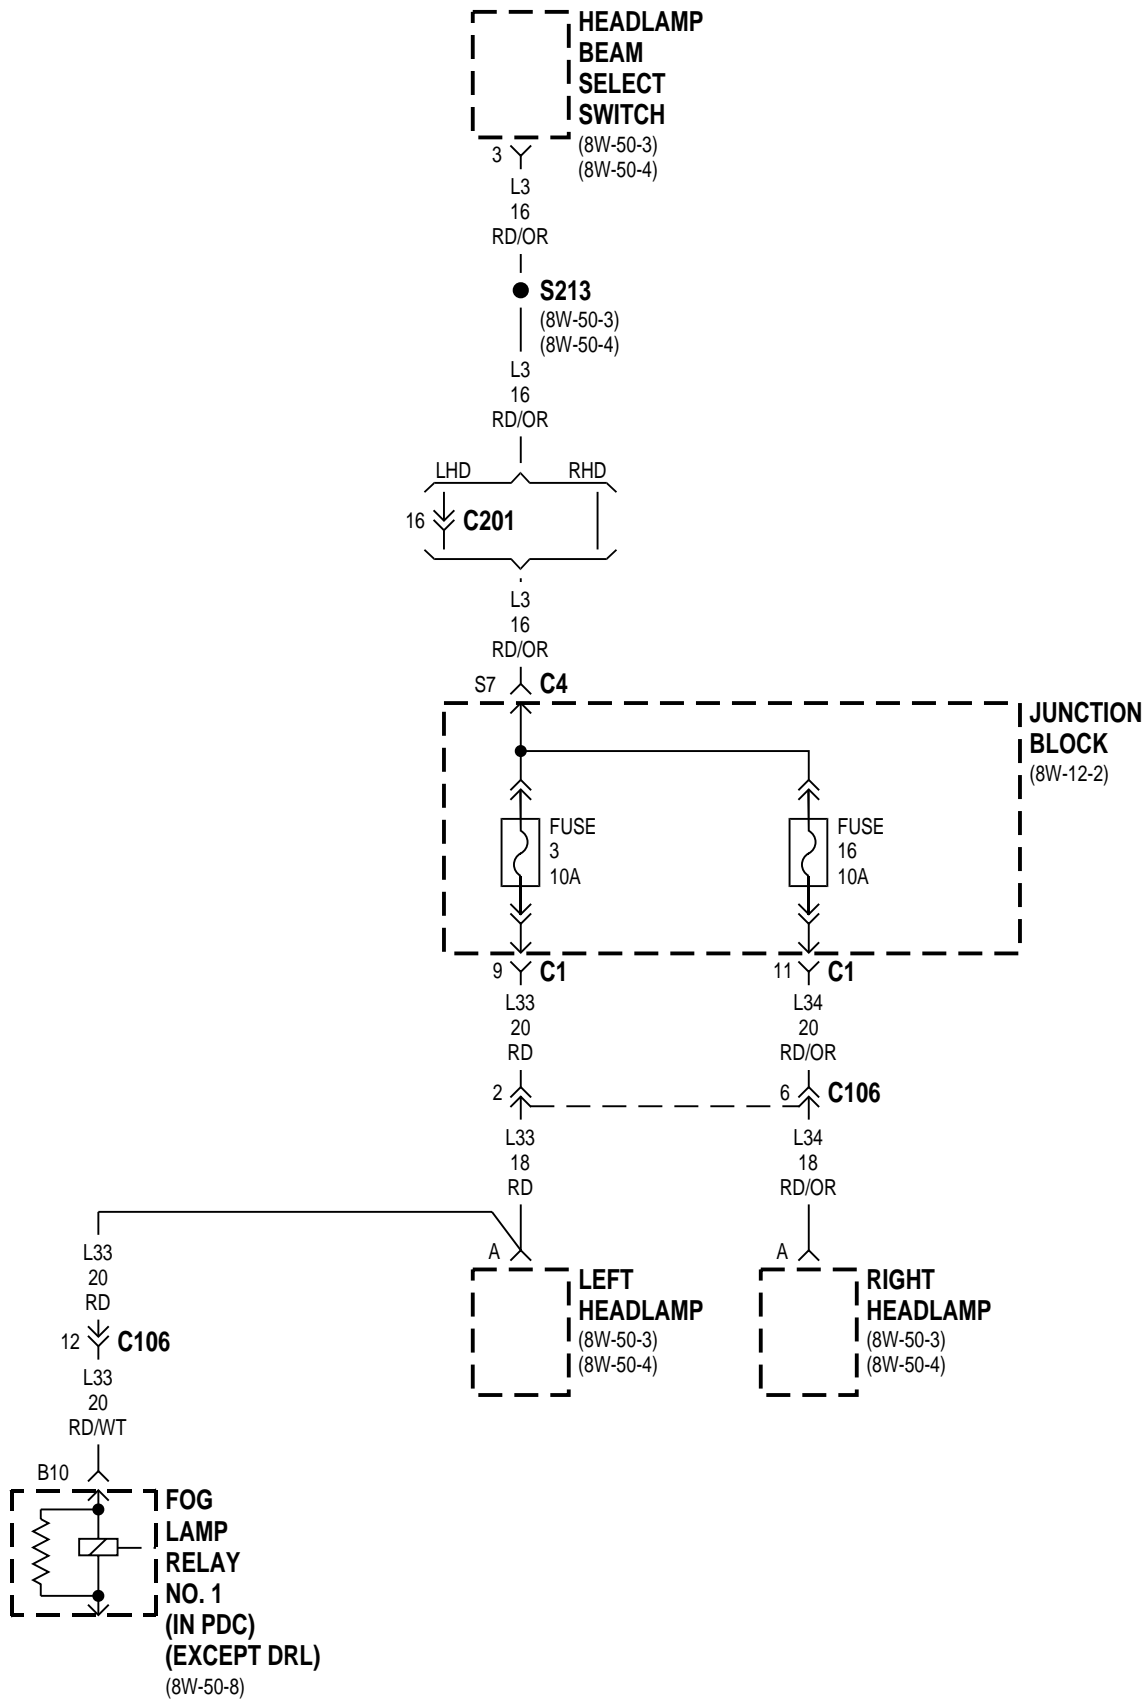 HEADLAMP
BEAM
SELECT
SWITCH
(8W-50-3)
(8W-50-4)
3
L3
16
RD/OR
S213
(8W-50-3)
(8W-50-4)
L3
16
RD/OR
LHD
RHD
16
C201
L3
16
RD/OR
S7
C4
JUNCTION
BLOCK
(8W-12-2)
FUSE
3
10A
FUSE
16
10A
9
C1
11
C1
L33
20
RD
L34
20
RD/OR
2
6
C106
L33
18
RD
L34
18
RD/OR
A
LEFT
HEADLAMP
(8W-50-3)
(8W-50-4)
A
RIGHT
HEADLAMP
(8W-50-3)
(8W-50-4)
L33
20
RD
12
C106
L33
20
RD/WT
B10
FOG
LAMP
RELAY
NO. 1
(IN PDC)
(EXCEPT DRL)
(8W-50-8)